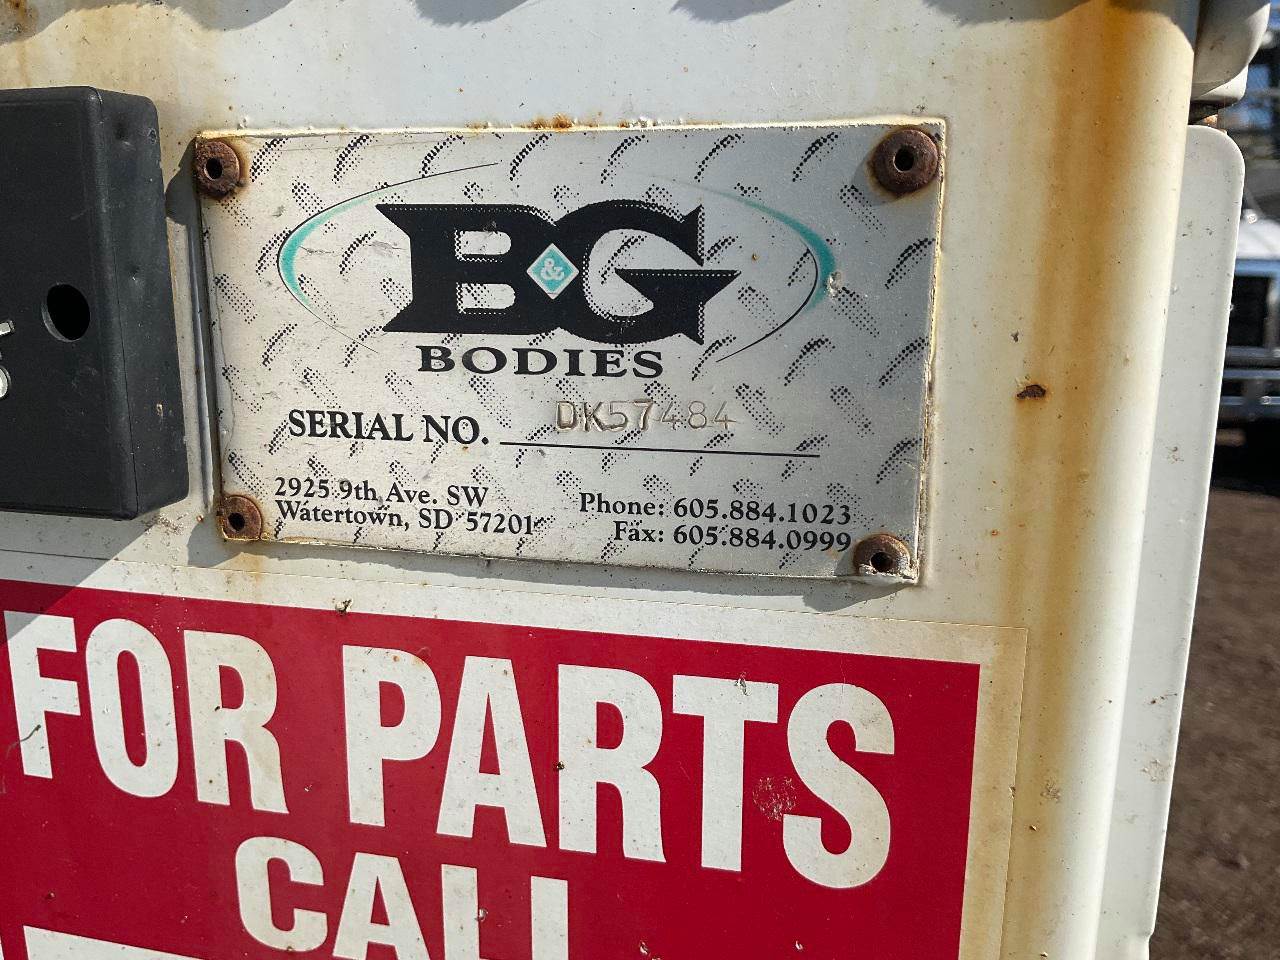 B&G
BODIES
SERIAL NO. DK57484
2925 9th Ave. SW
Watertown, SD 57201
Phone: 605.884.1023
Fax: 605.884.0999
FOR PARTS
CALL